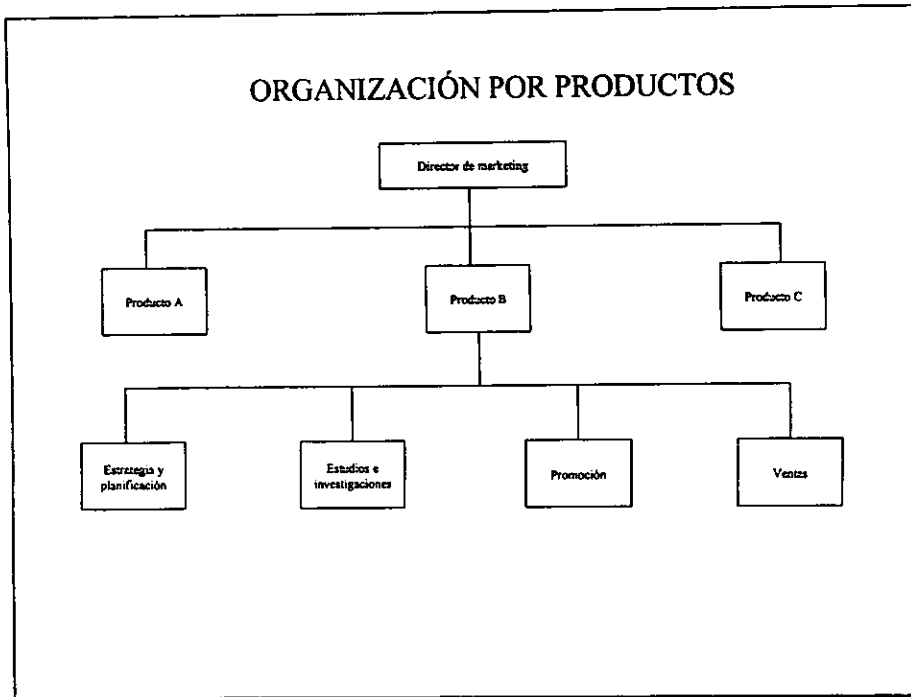 ORGANIZACIÓN POR PRODUCTOS
Director de marketing
Producto A
Producto B
Producto C
Estrategia y
planificación
Estudios e
investigaciones
Promoción
Ventas